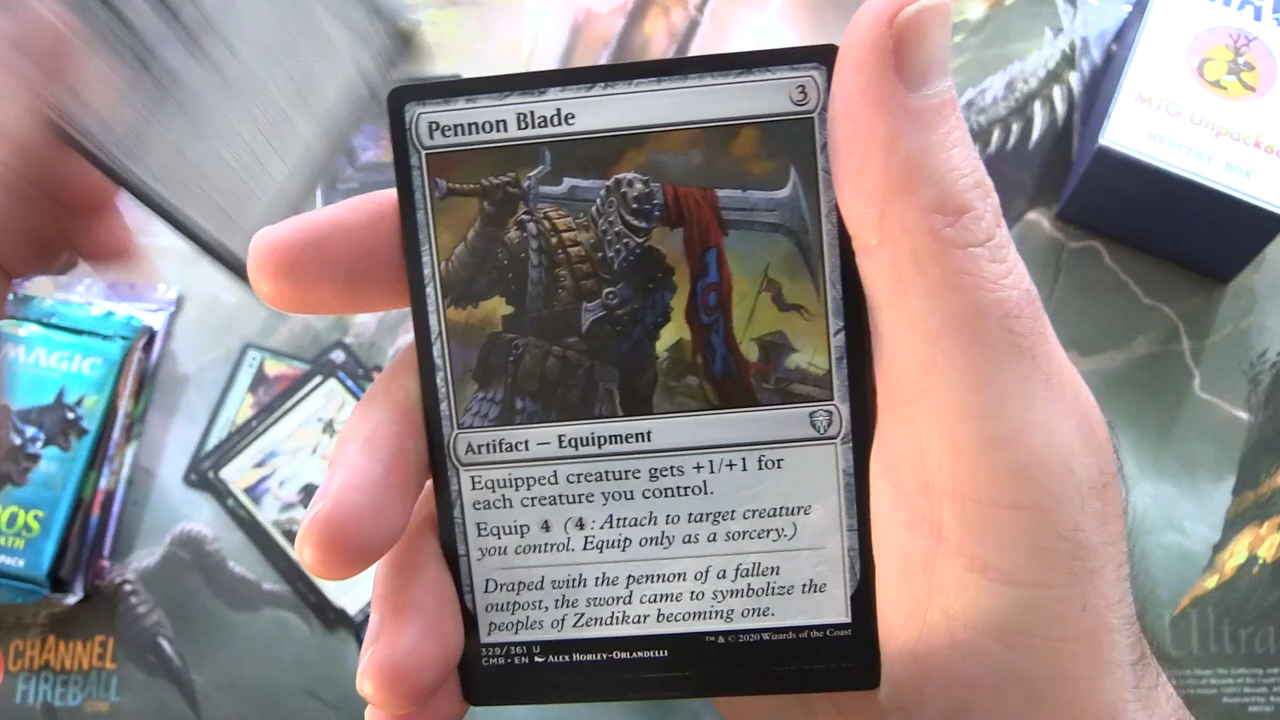 Pennon Blade
3
Artifact — Equipment
Equipped creature gets +1/+1 for
each creature you control.
Equip 4 (4: Attach to target creature
you control. Equip only as a sorcery.)
Draped with the pennon of a fallen
outpost, the sword came to symbolize the
peoples of Zendikar becoming one.
329/361 U
CMR • EN ALEX HORLEY-ORLANDELLI
™ & © 2020 Wizards of the Coast
MAGIC
PACK
CHANNEL
FIREBALL
MTG Unpacked
MYSTERY BOX
Ultra